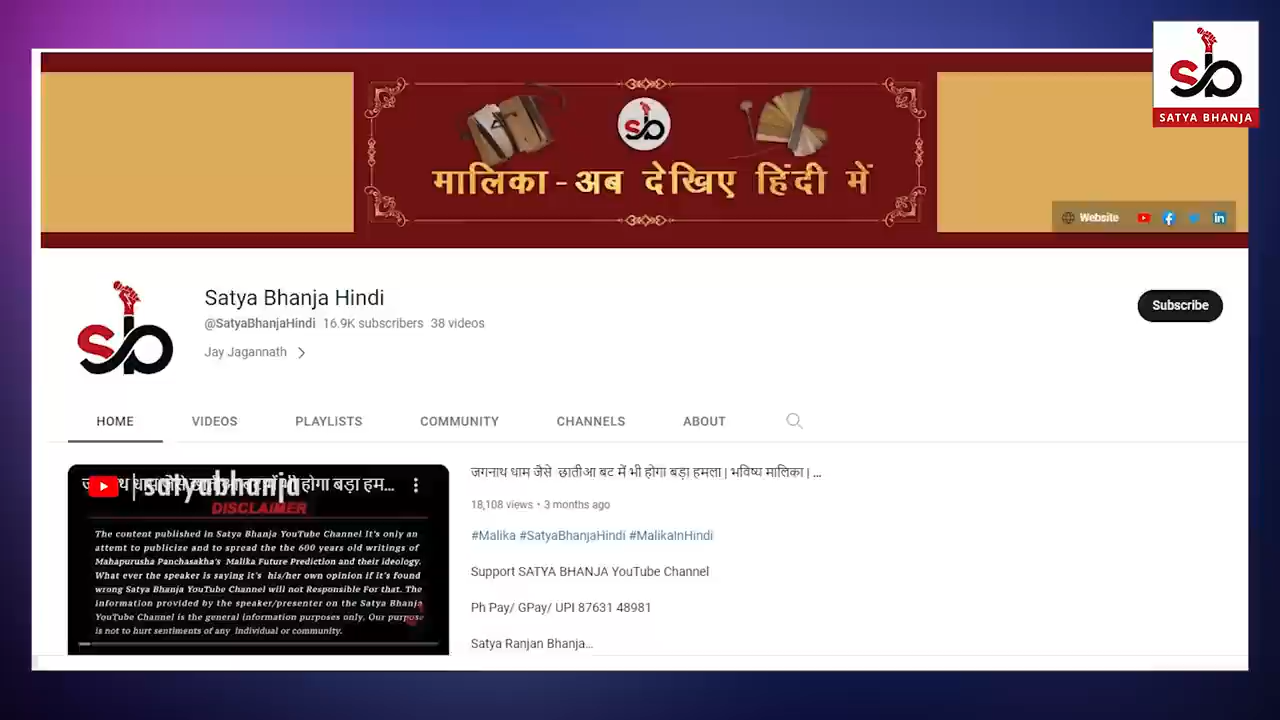 sb
SATYA BHANJA
sb
मालिका - अब देखिए हिंदी में
Website
sb
Satya Bhanja Hindi
@SatyaBhanjaHindi 16.9K subscribers 38 videos
Jay Jagannath
Subscribe
HOME VIDEOS PLAYLISTS COMMUNITY CHANNELS ABOUT
satyabhanja
DISCLAIMER
The content published in Satya Bhanja YouTube Channel It's only an
attemt to publicize and to spread the the 600 years old writings of
Mahapurusha Panchasakha's Malika Future Prediction and their ideology.
What ever the speaker is saying it's his/her own opinion if it's found
wrong Satya Bhanja YouTube Channel will not Responsible For that. The
information provided by the speaker/presenter on the Satya Bhanja
YouTube Channel is the general information purposes only. Our purpose
is not to hurt sentiments of any individual or community.
जगनाथ धाम जैसे छातीआ बट में भी होगा बड़ा हमला | भविष्य मालिका | ...
18,108 views • 3 months ago
#Malika #SatyaBhanjaHindi #MalikaInHindi
Support SATYA BHANJA YouTube Channel
Ph Pay/ GPay/ UPI 87631 48981
Satya Ranjan Bhanja...